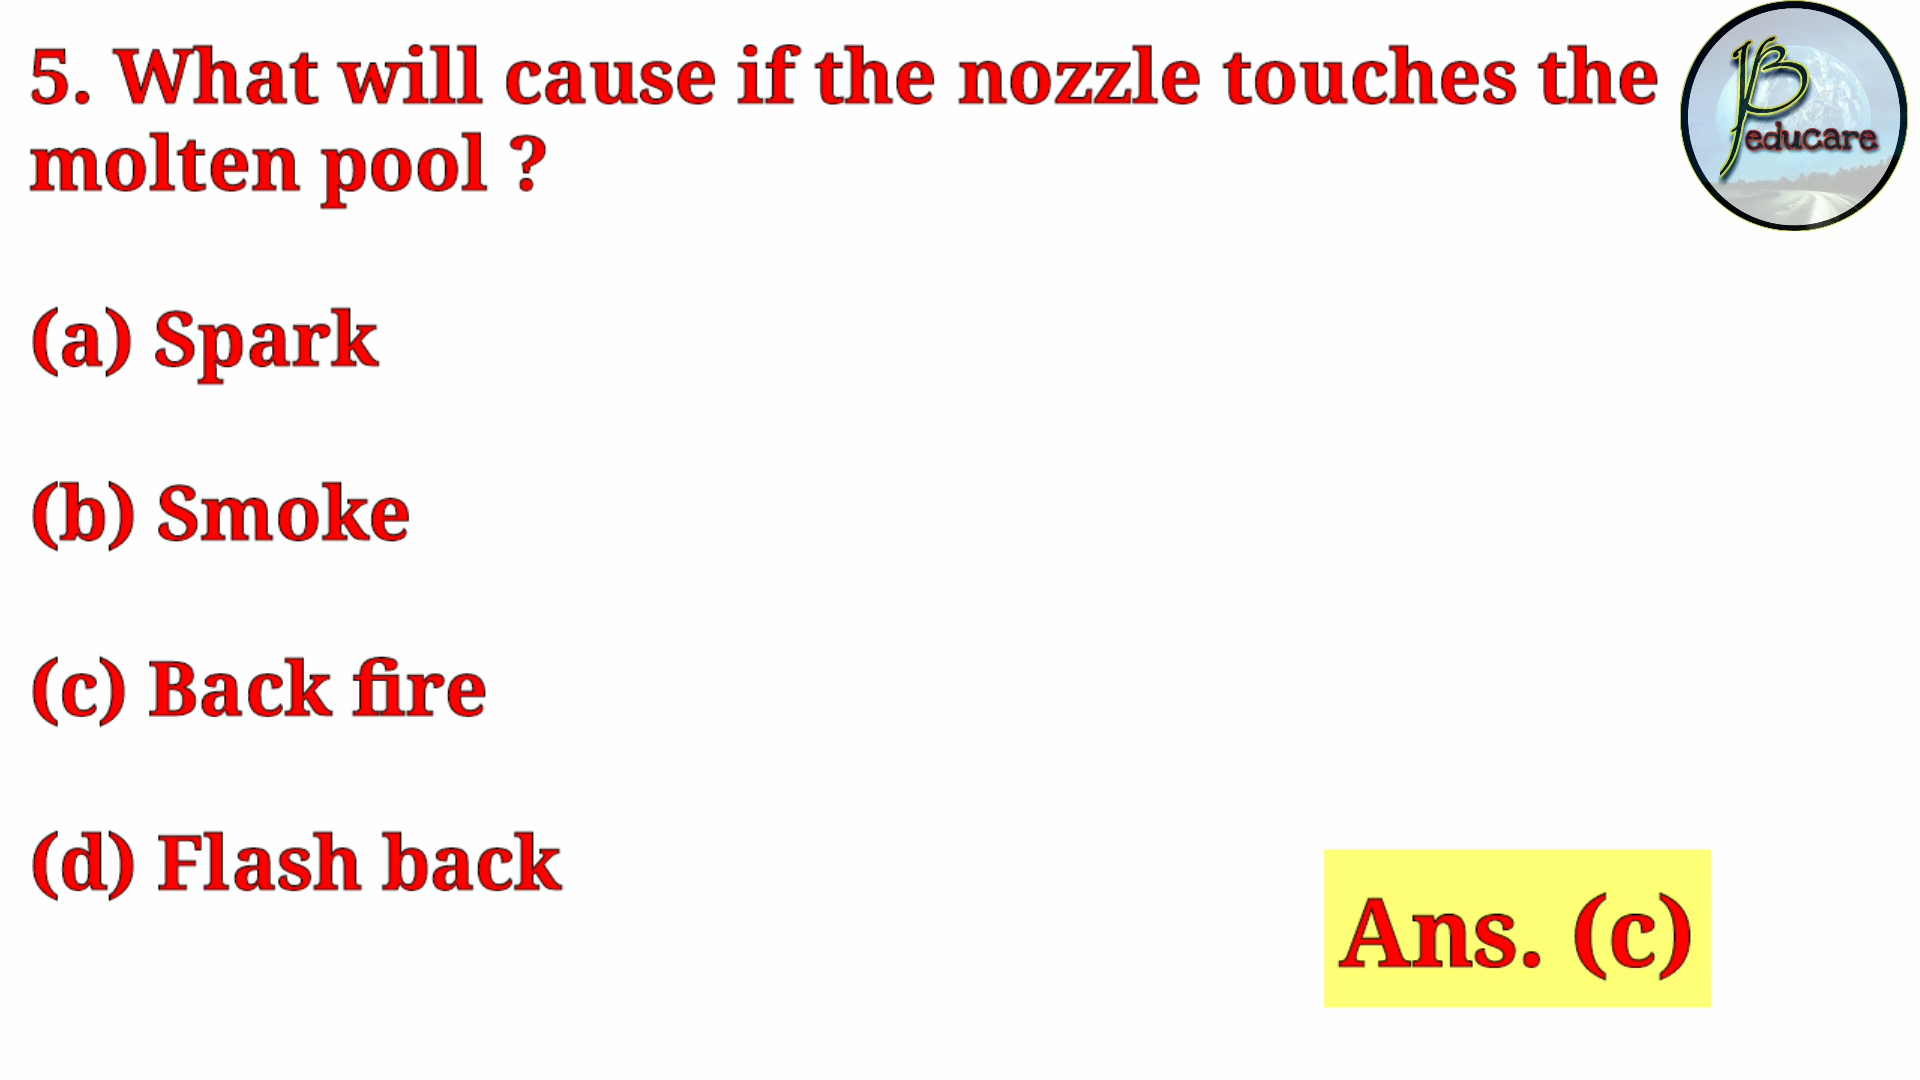 5. What will cause if the nozzle touches the
molten pool ?
(a) Spark
(b) Smoke
(c) Back fire
(d) Flash back
Ans. (c)
educare